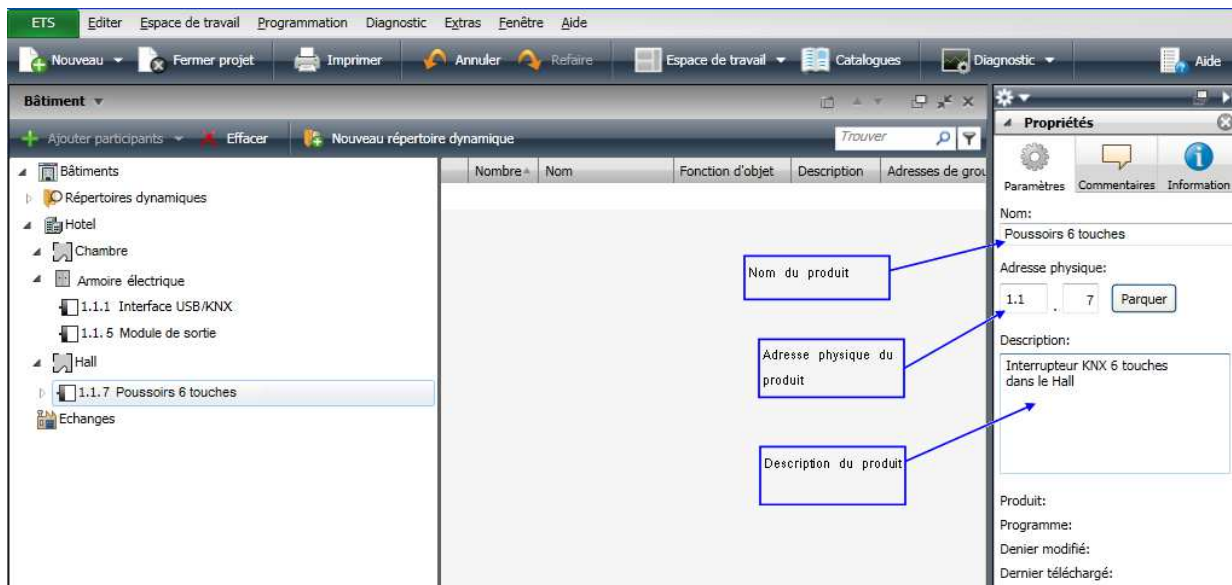 ETS Editer Espace de travail Programmation Diagnostic Extras Fenêtre Aide
Nouveau Fermer projet Imprimer Annuler Refaire Espace de travail Catalogues Diagnostic Aide
Bâtiment
Ajouter participants Effacer Nouveau répertoire dynamique Trouver
Nombre Nom Fonction d'objet Description Adresses de grou
Bâtiments
Répertoires dynamiques
Hotel
Chambre
Armoire électrique
1.1.1 Interface USB/KNX
1.1. 5 Module de sortie
Hall
1.1.7 Poussoirs 6 touches
Echanges
Nom du produit
Adresse physique du
produit
Description du produit
Propriétés
Paramètres Commentaires Information
Nom:
Poussoirs 6 touches
Adresse physique:
1.1 . 7 Parquer
Description:
Interrupteur KNX 6 touches
dans le Hall
Produit:
Programme:
Denier modifié:
Dernier téléchargé: